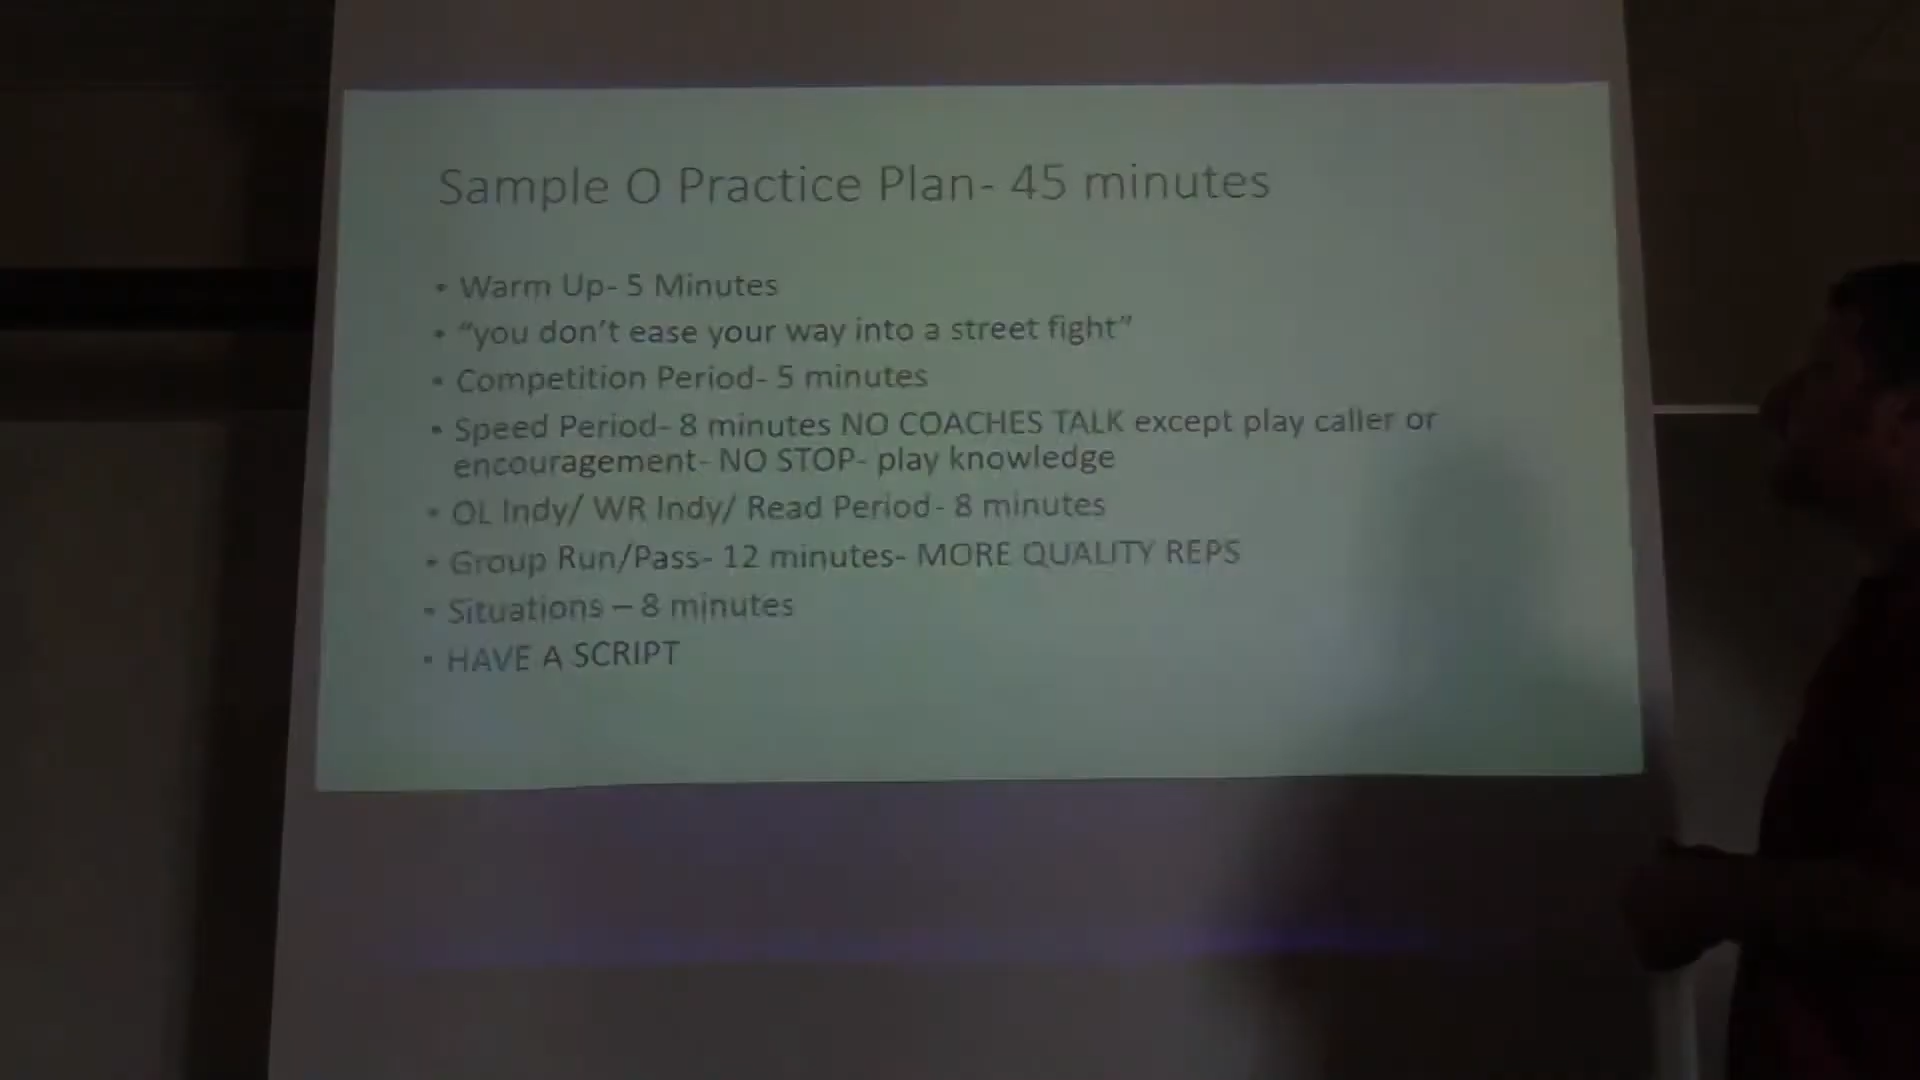 Sample O Practice Plan- 45 minutes
• Warm Up- 5 Minutes
• “you don’t ease your way into a street fight”
• Competition Period- 5 minutes
• Speed Period- 8 minutes NO COACHES TALK except play caller or
encouragement- NO STOP- play knowledge
• OL Indy/ WR Indy/ Read Period- 8 minutes
• Group Run/Pass- 12 minutes- MORE QUALITY REPS
• Situations – 8 minutes
• HAVE A SCRIPT